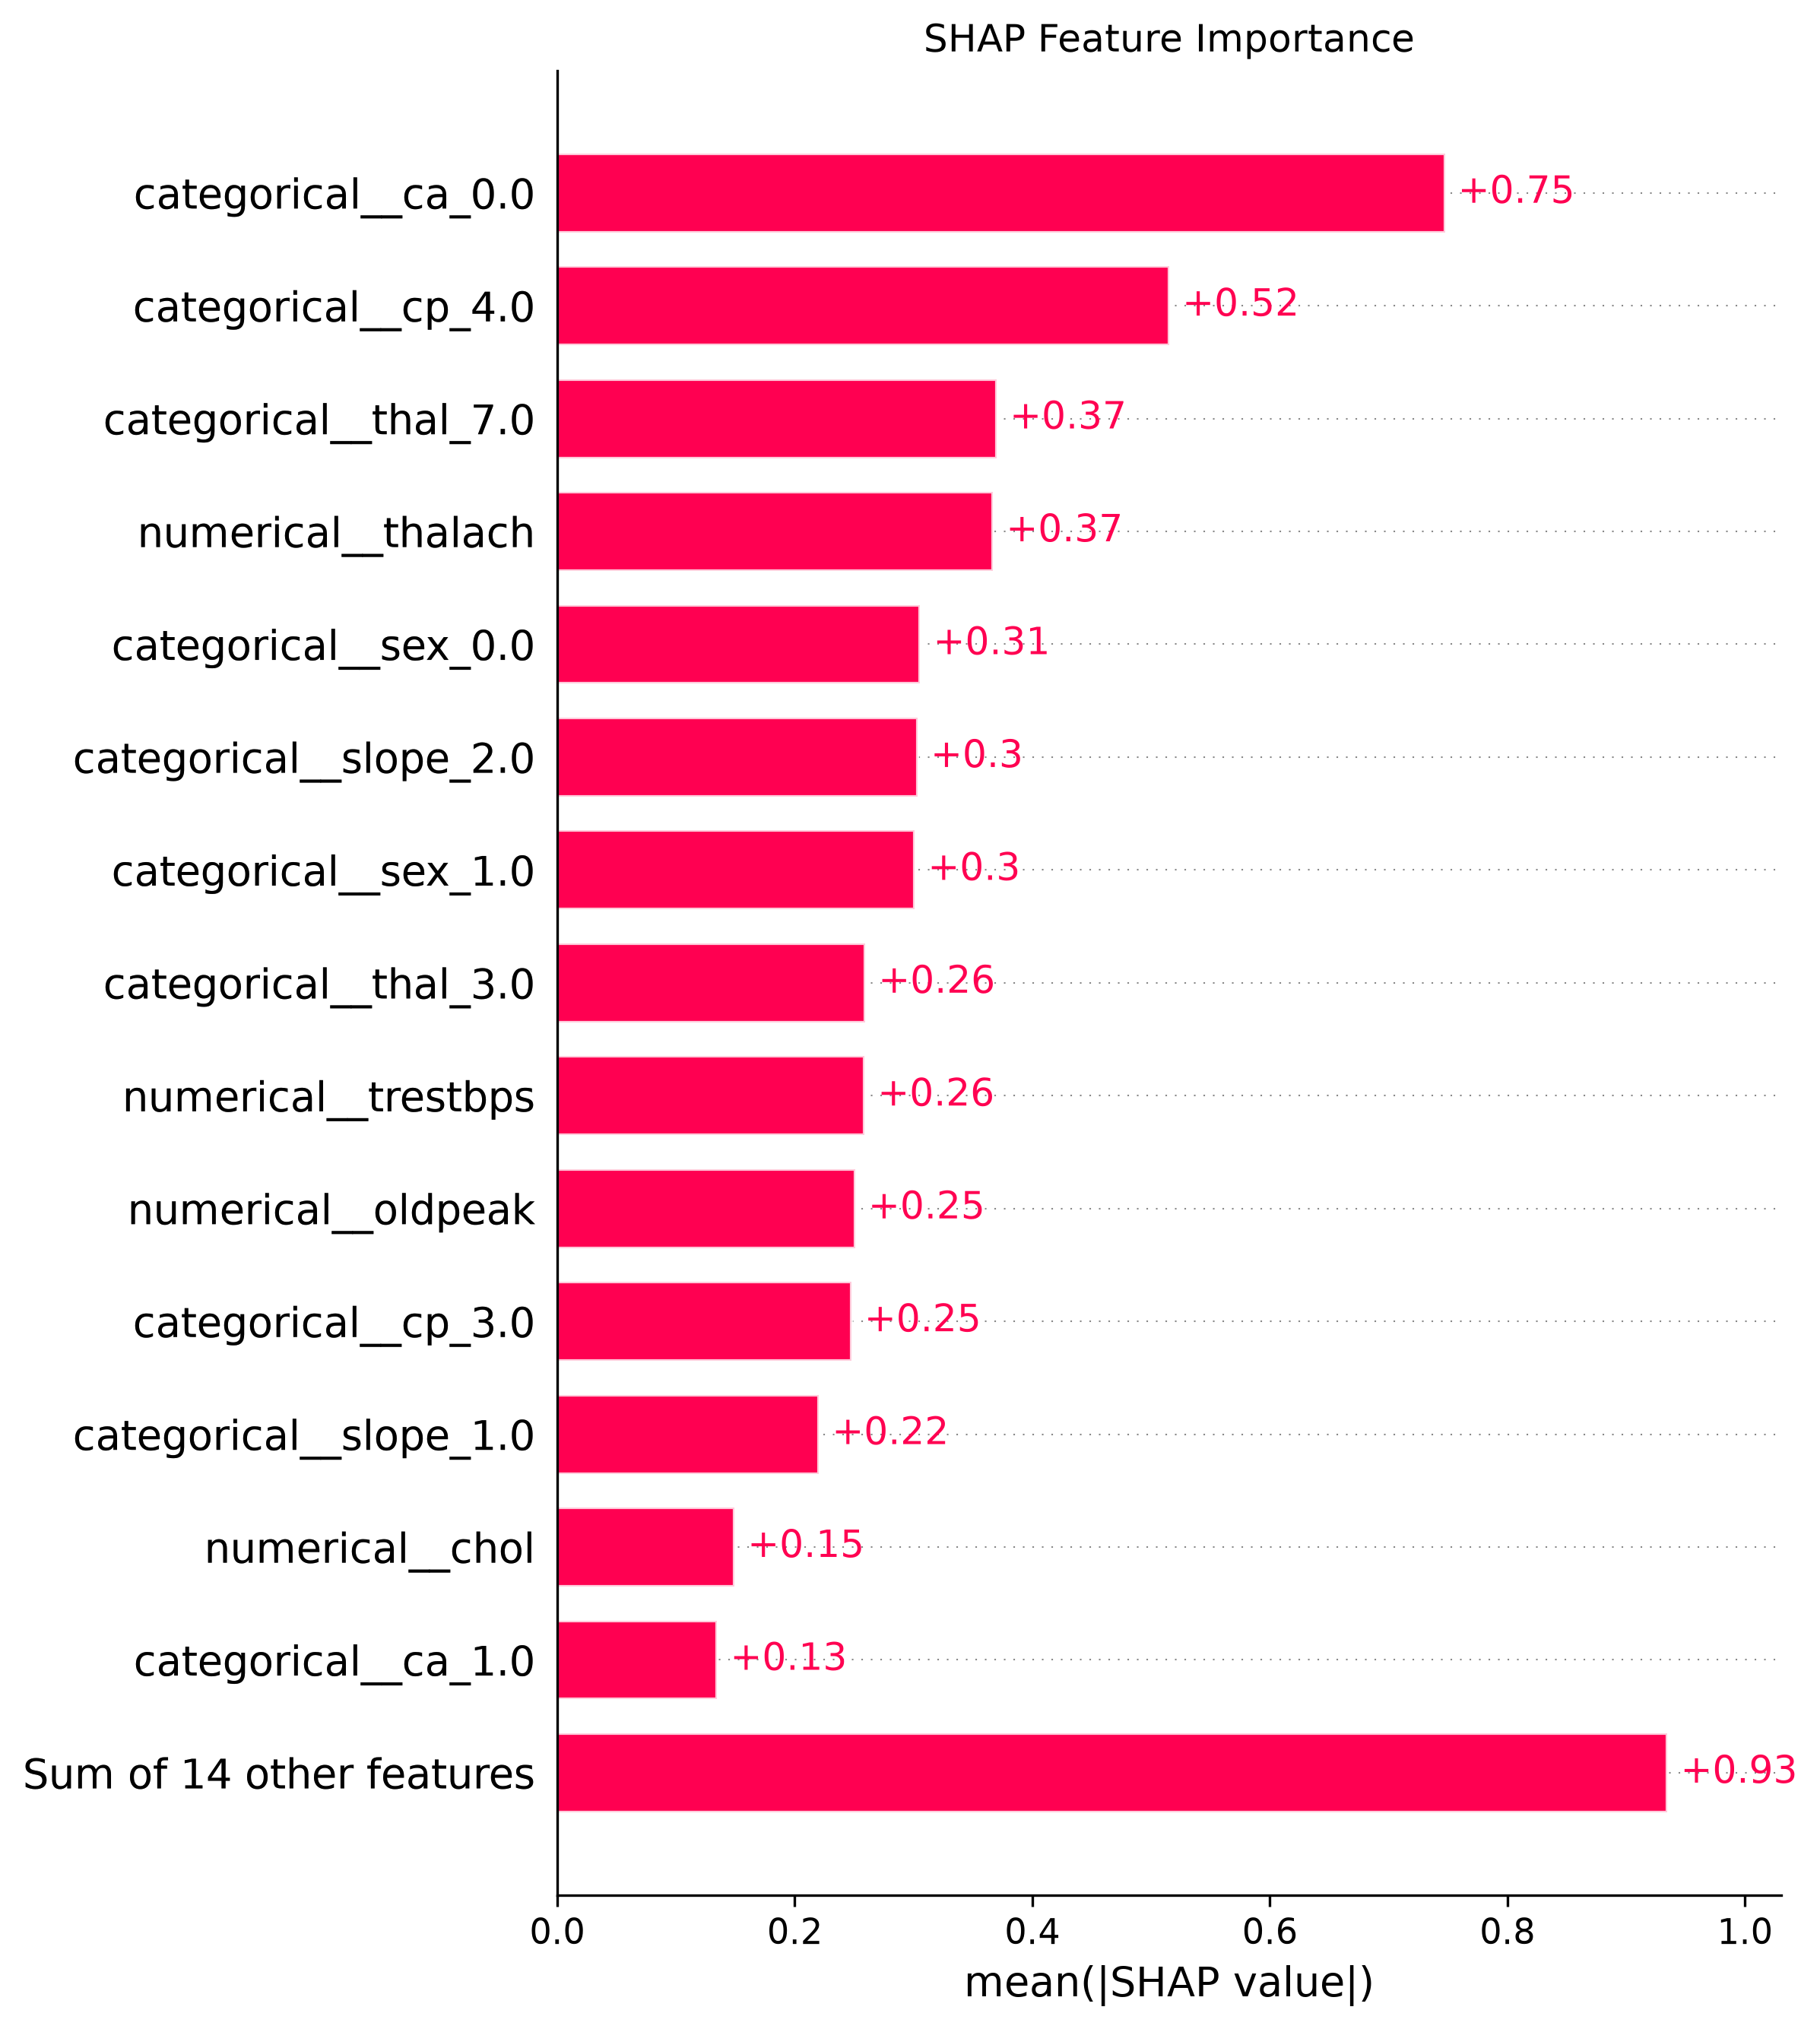 SHAP Feature Importance
categorical__ca_0.0 +0.75
categorical__cp_4.0 +0.52
categorical__thal_7.0 +0.37
numerical__thalach +0.37
categorical__sex_0.0 +0.31
categorical__slope_2.0 +0.3
categorical__sex_1.0 +0.3
categorical__thal_3.0 +0.26
numerical__trestbps +0.26
numerical__oldpeak +0.25
categorical__cp_3.0 +0.25
categorical__slope_1.0 +0.22
numerical__chol +0.15
categorical__ca_1.0 +0.13
Sum of 14 other features +0.93
0.0 0.2 0.4 0.6 0.8 1.0
mean(|SHAP value|)